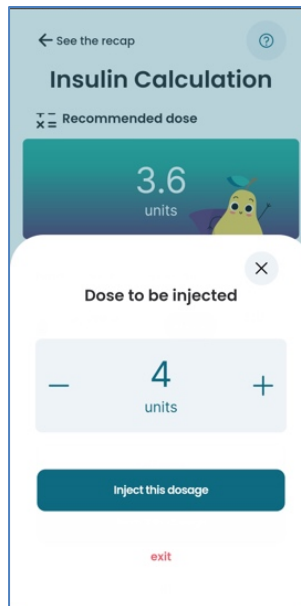 ← See the recap
?
Insulin Calculation
Recommended dose
3.6
units
×
Dose to be injected
− 4 +
units
Inject this dosage
exit